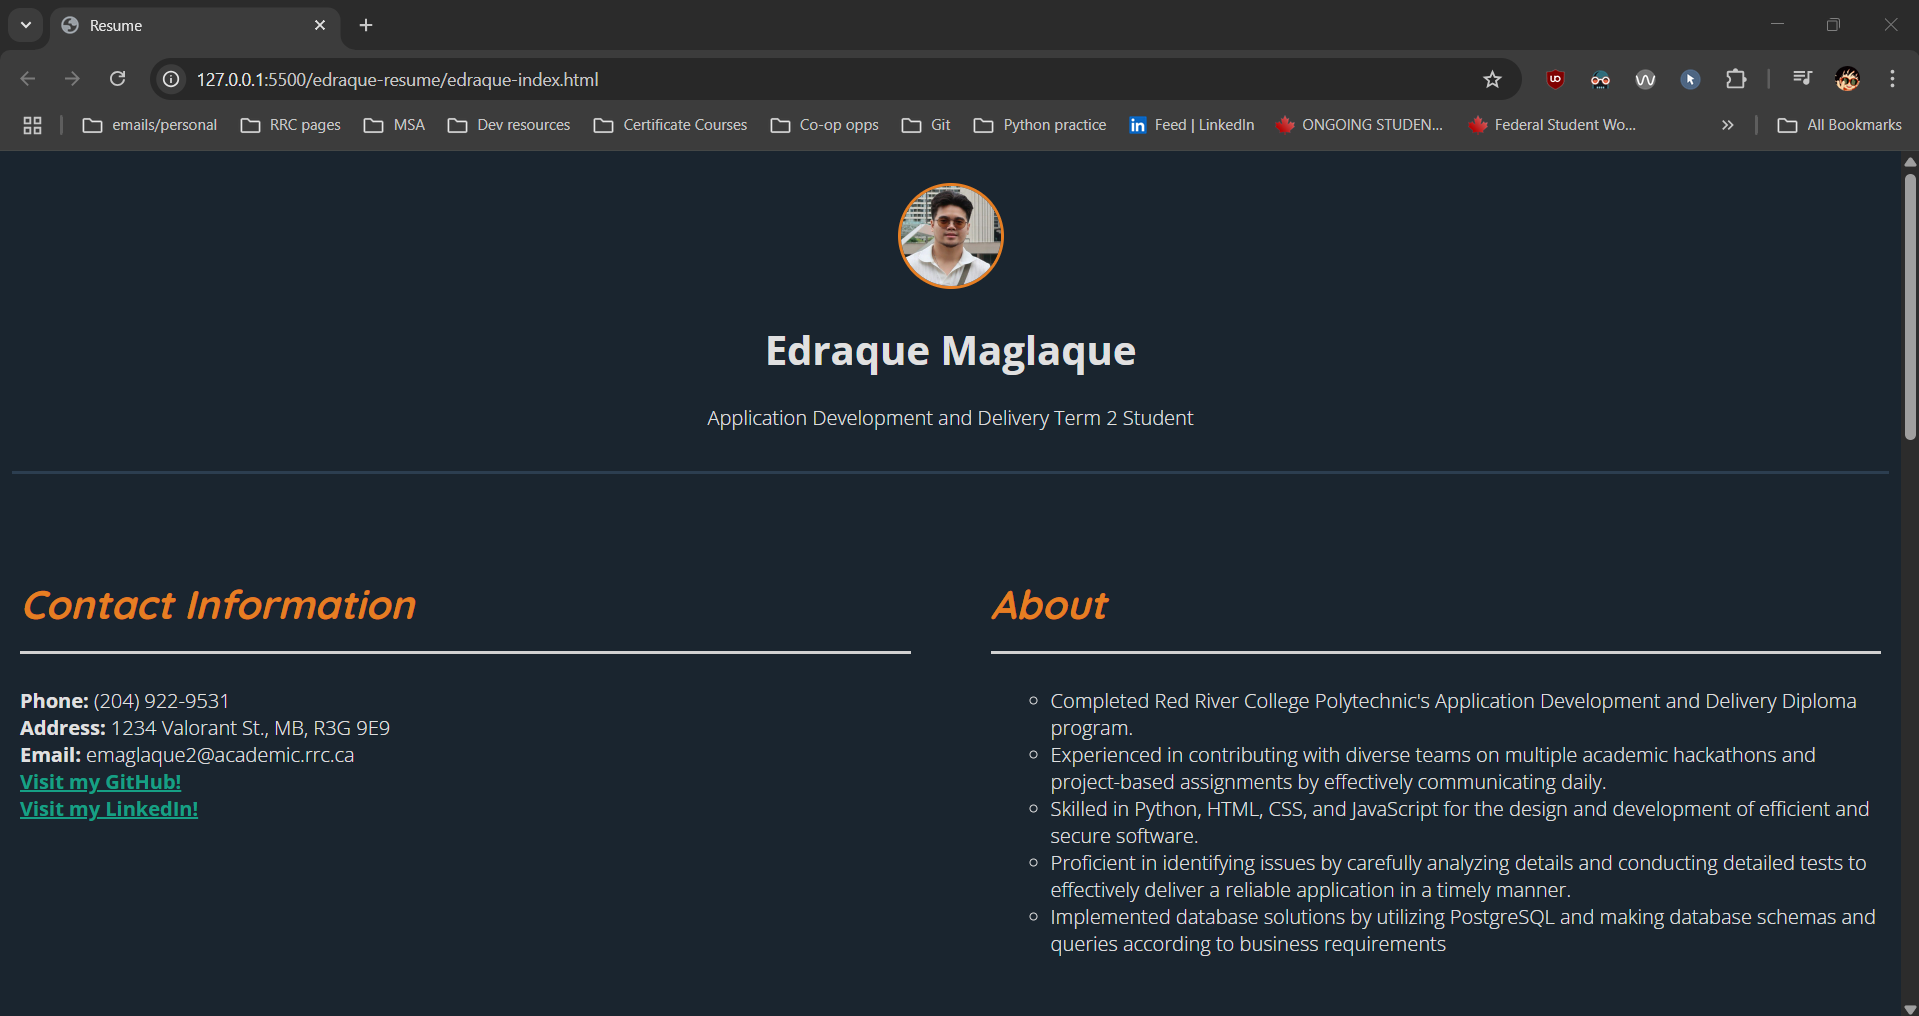 Resume
127.0.0.1:5500/edraque-resume/edraque-index.html
emails/personal
RRC pages
MSA
Dev resources
Certificate Courses
Co-op opps
Git
Python practice
Feed | LinkedIn
ONGOING STUDEN...
Federal Student Wo...
All Bookmarks
Edraque Maglaque
Application Development and Delivery Term 2 Student
Contact Information
Phone: (204) 922-9531
Address: 1234 Valorant St., MB, R3G 9E9
Email: emaglaque2@academic.rrc.ca
Visit my GitHub!
Visit my LinkedIn!
About
Completed Red River College Polytechnic's Application Development and Delivery Diploma
program.
Experienced in contributing with diverse teams on multiple academic hackathons and
project-based assignments by effectively communicating daily.
Skilled in Python, HTML, CSS, and JavaScript for the design and development of efficient and
secure software.
Proficient in identifying issues by carefully analyzing details and conducting detailed tests to
effectively deliver a reliable application in a timely manner.
Implemented database solutions by utilizing PostgreSQL and making database schemas and
queries according to business requirements